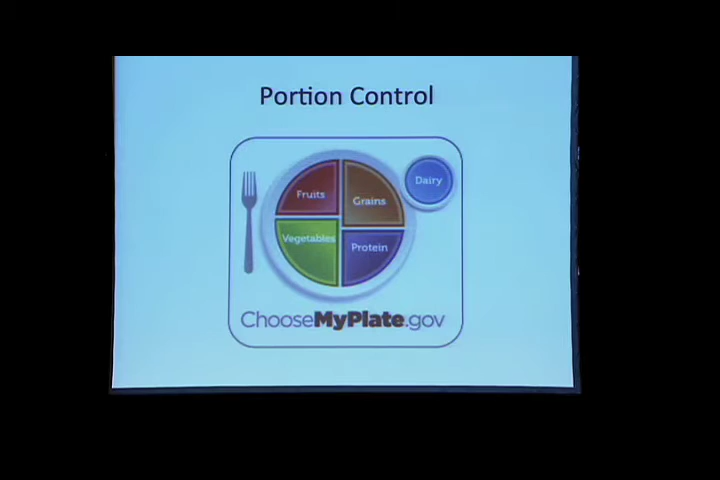 Portion Control
Fruits
Grains
Dairy
Vegetables
Protein
ChooseMyPlate.gov